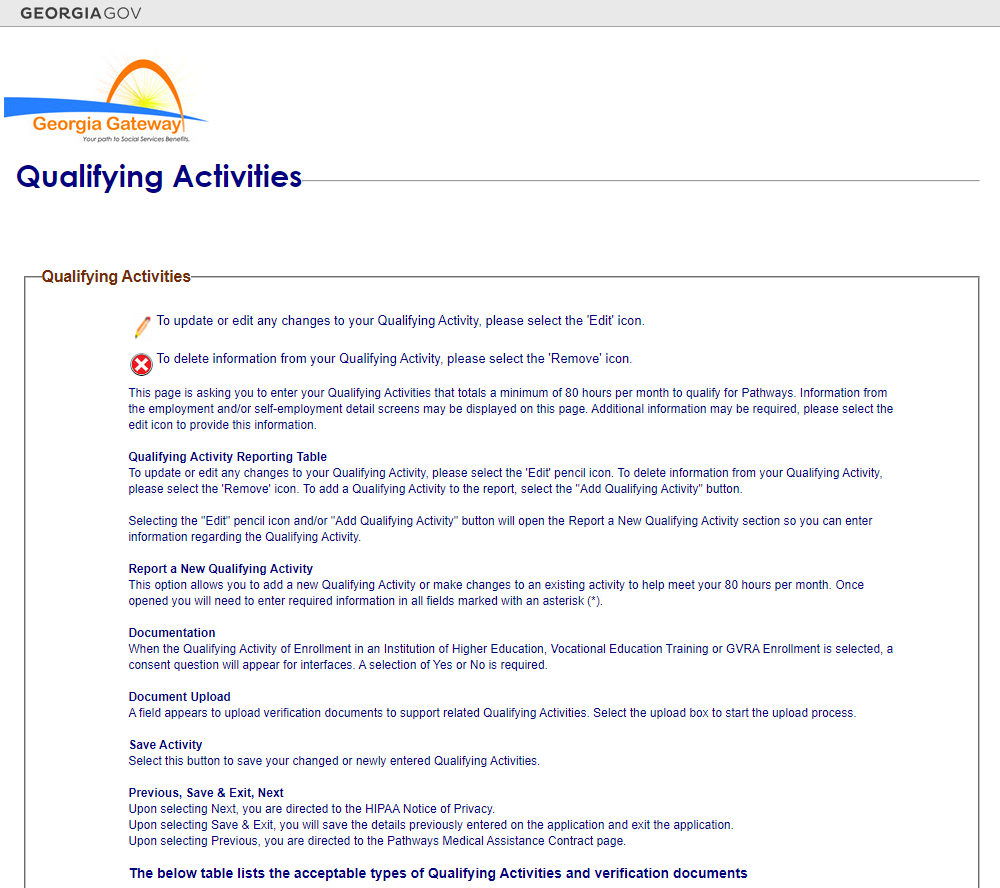 GEORGIAGOV
Georgia Gateway
Your path to Social Services Benefits.
Qualifying Activities
Qualifying Activities
To update or edit any changes to your Qualifying Activity, please select the 'Edit' icon.
To delete information from your Qualifying Activity, please select the 'Remove' icon.
This page is asking you to enter your Qualifying Activities that totals a minimum of 80 hours per month to qualify for Pathways. Information from
the employment and/or self-employment detail screens may be displayed on this page. Additional information may be required, please select the
edit icon to provide this information.
Qualifying Activity Reporting Table
To update or edit any changes to your Qualifying Activity, please select the 'Edit' pencil icon. To delete information from your Qualifying Activity,
please select the 'Remove' icon. To add a Qualifying Activity to the report, select the "Add Qualifying Activity" button.
Selecting the "Edit" pencil icon and/or "Add Qualifying Activity" button will open the Report a New Qualifying Activity section so you can enter
information regarding the Qualifying Activity.
Report a New Qualifying Activity
This option allows you to add a new Qualifying Activity or make changes to an existing activity to help meet your 80 hours per month. Once
opened you will need to enter required information in all fields marked with an asterisk (*).
Documentation
When the Qualifying Activity of Enrollment in an Institution of Higher Education, Vocational Education Training or GVRA Enrollment is selected, a
consent question will appear for interfaces. A selection of Yes or No is required.
Document Upload
A field appears to upload verification documents to support related Qualifying Activities. Select the upload box to start the upload process.
Save Activity
Select this button to save your changed or newly entered Qualifying Activities.
Previous, Save & Exit, Next
Upon selecting Next, you are directed to the HIPAA Notice of Privacy.
Upon selecting Save & Exit, you will save the details previously entered on the application and exit the application.
Upon selecting Previous, you are directed to the Pathways Medical Assistance Contract page.
The below table lists the acceptable types of Qualifying Activities and verification documents